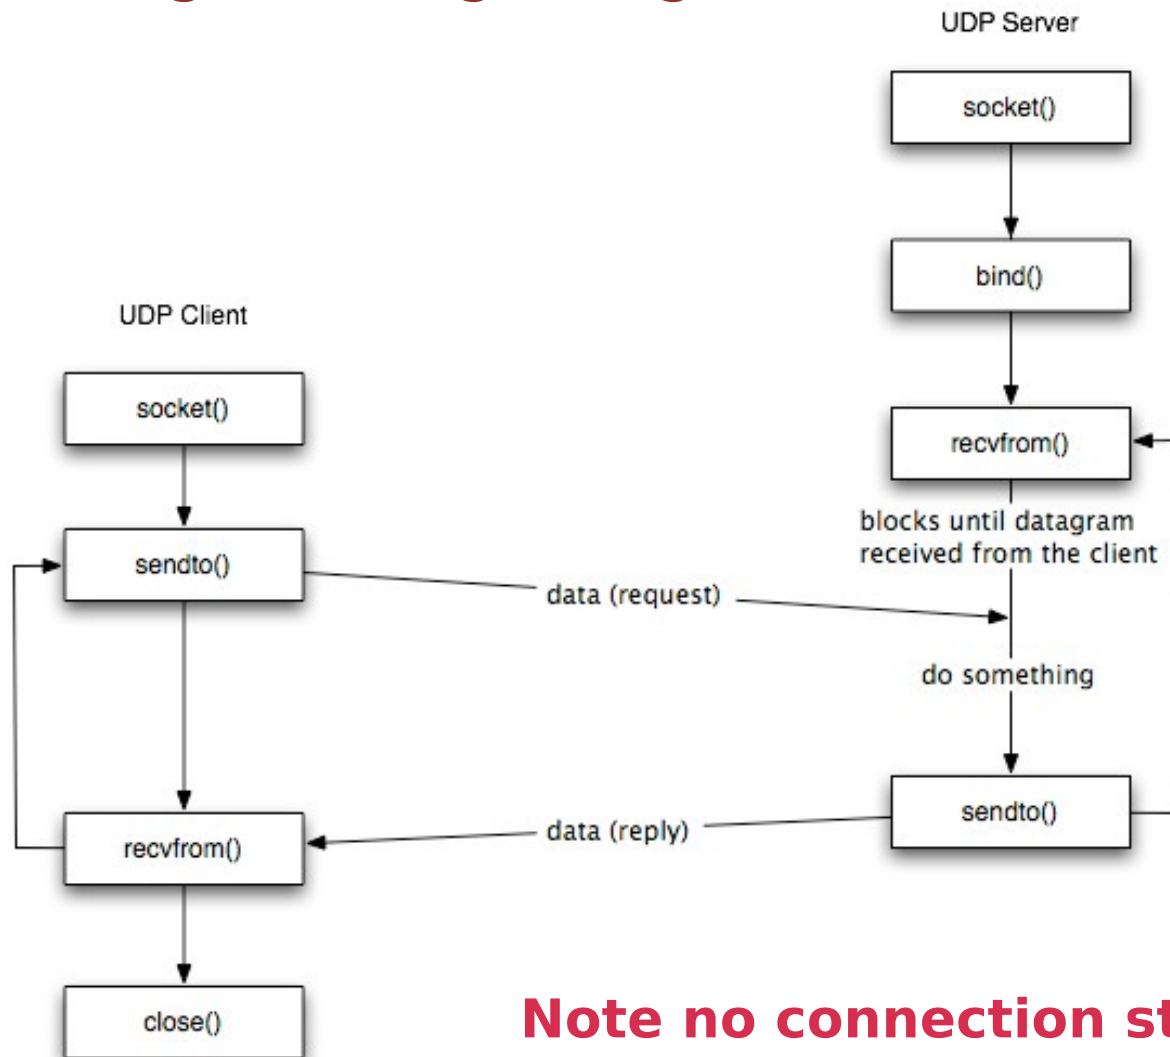 UDP Server
socket()
bind()
UDP Client
socket()
recvfrom()
blocks until datagram
received from the client
sendto()
data (request)
do something
sendto()
data (reply)
recvfrom()
close()
Note no connection